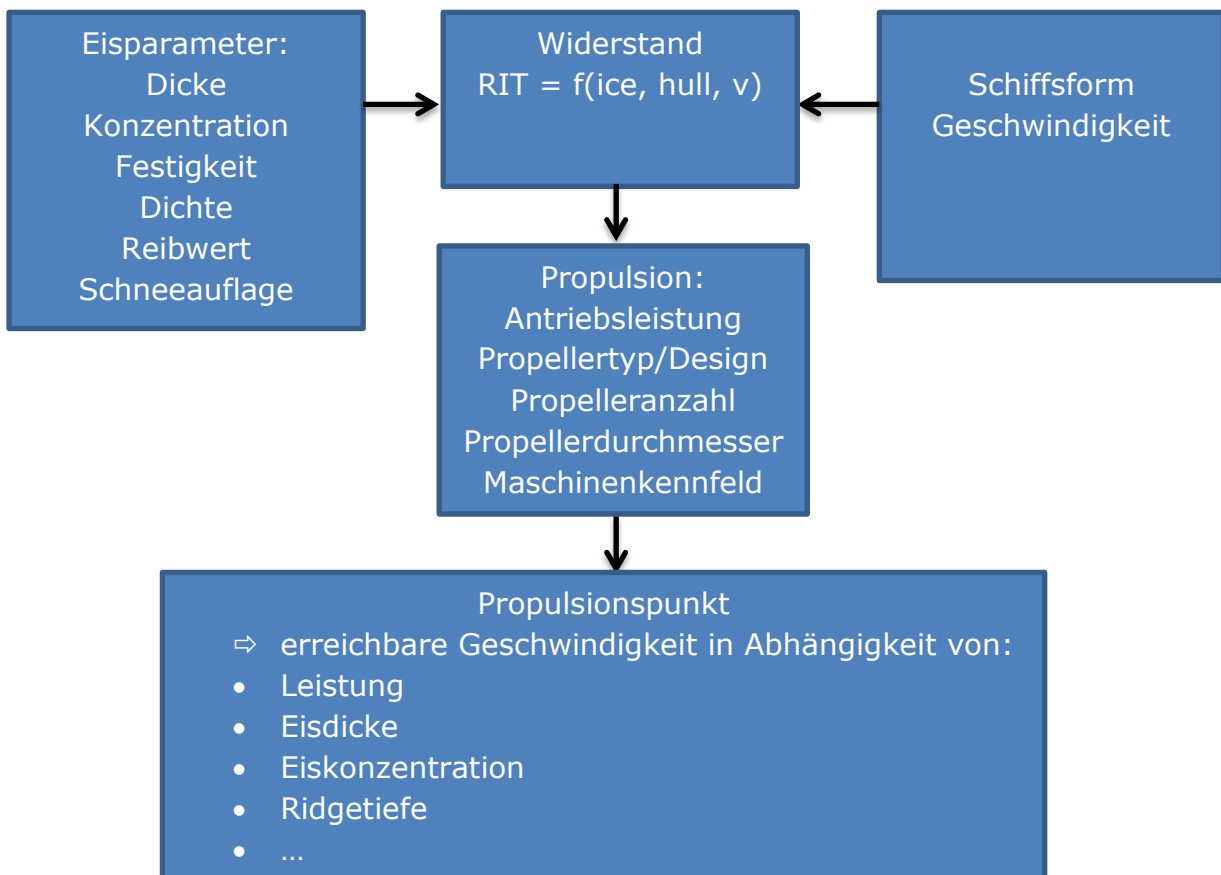 Eisparameter:
Dicke
Konzentration
Festigkeit
Dichte
Reibwert
Schneeauflage
Widerstand
RIT = f(ice, hull, v)
Schiffsform
Geschwindigkeit
Propulsion:
Antriebsleistung
Propellertyp/Design
Propelleranzahl
Propellerdurchmesser
Maschinenkennfeld
Propulsionspunkt
⇨ erreichbare Geschwindigkeit in Abhängigkeit von:
• Leistung
• Eisdicke
• Eiskonzentration
• Ridgetiefe
• ...